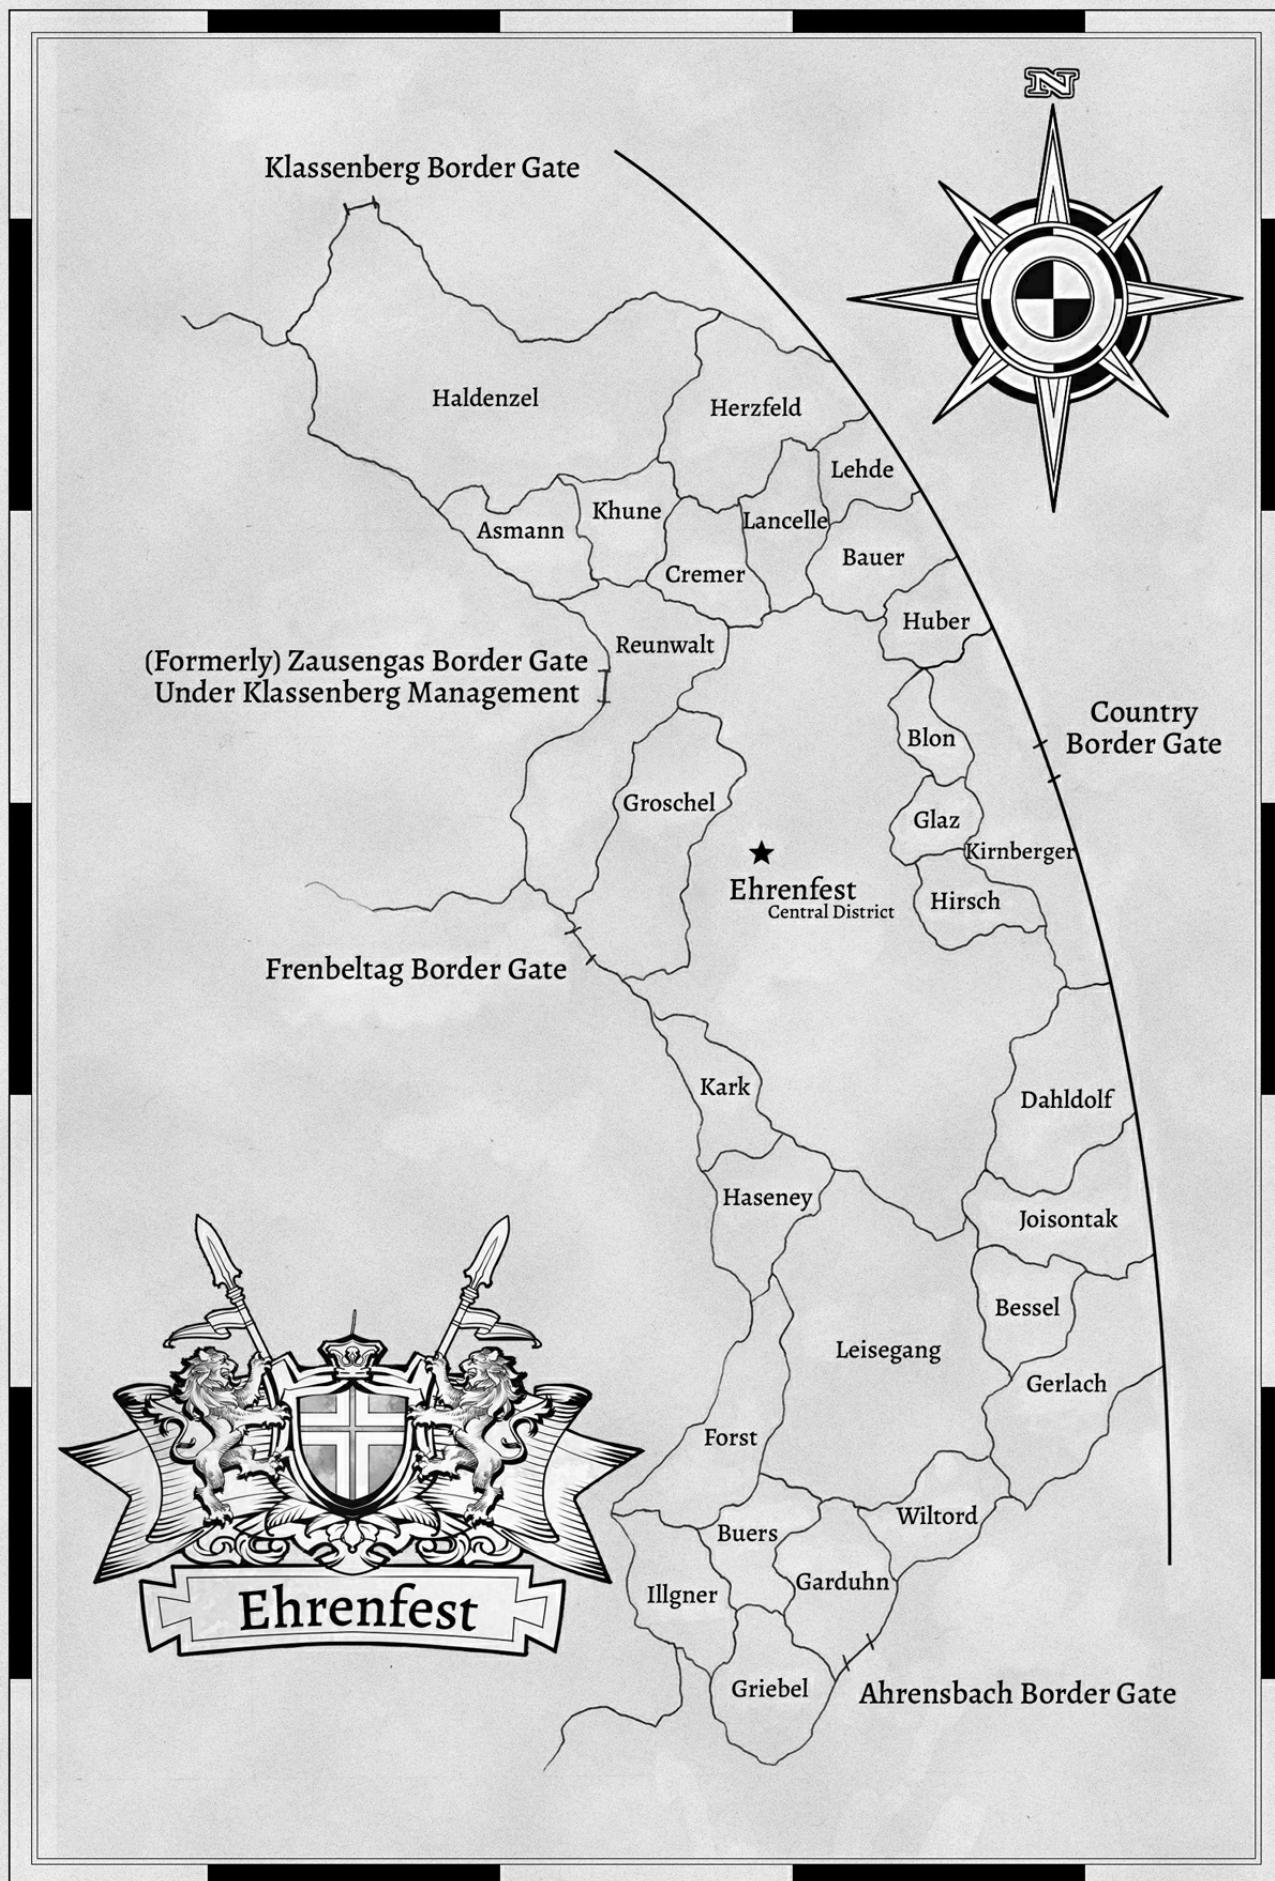 N
Klassenberg Border Gate
Haldenzel
Herzfeld
Lehde
Khune
Lancelle
Asmann
Bauer
Cremer
Huber
Reunwalt
(Formerly) Zausengas Border Gate
Under Klassenberg Management
Country
Border Gate
Blon
Groschel
Glaz
Kirnberger
Ehrenfest
Central District
Hirsch
Frenbeltag Border Gate
Kark
Dahldolf
Haseney
Joisontak
Bessel
Leisegang
Gerlach
Forst
Wiltord
Buers
Garduhn
Illgner
Griebel
Ahrensbach Border Gate
Ehrenfest